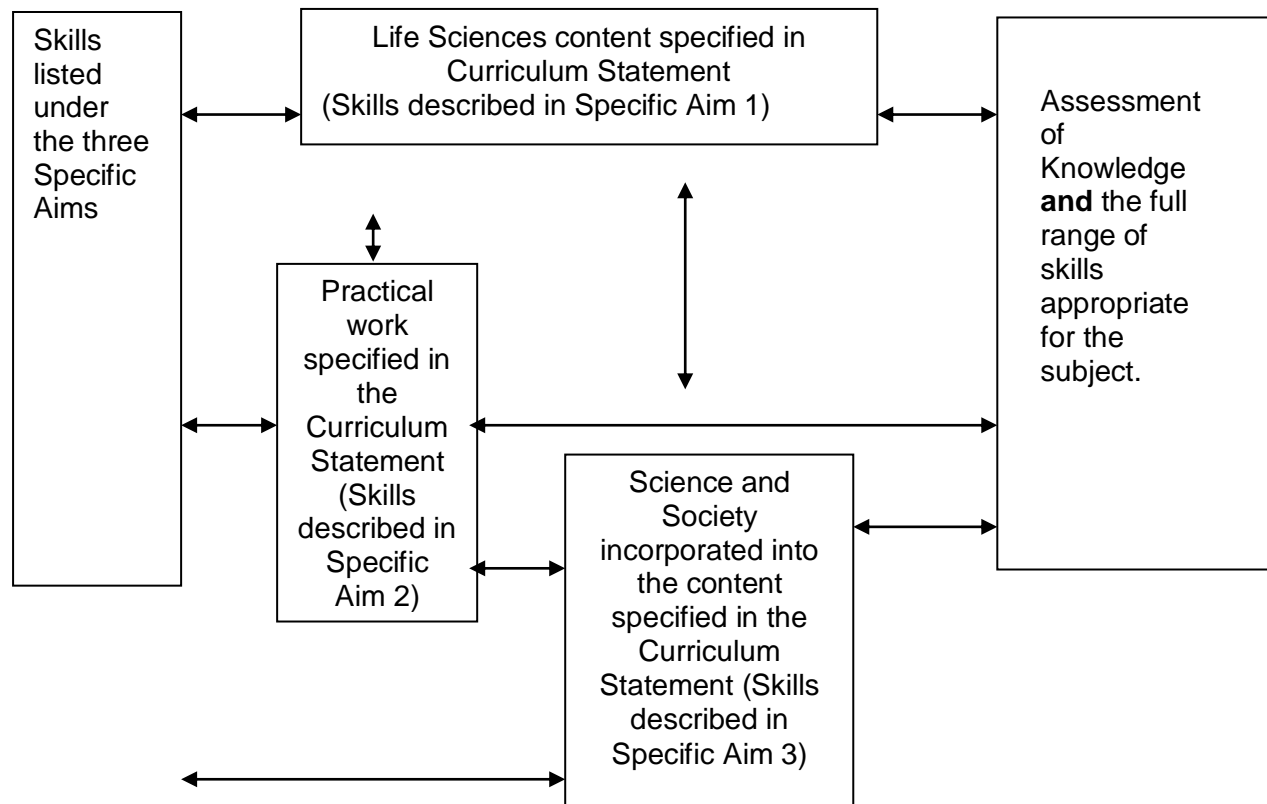 Skills
listed
under
the three
Specific
Aims
Life Sciences content specified in
Curriculum Statement
(Skills described in Specific Aim 1)
Assessment
of
Knowledge
and the full
range of
skills
appropriate
for the
subject.
Practical
work
specified in
the
Curriculum
Statement
(Skills
described in
Specific
Aim 2)
Science and
Society
incorporated into
the content
specified in the
Curriculum
Statement (Skills
described in
Specific Aim 3)